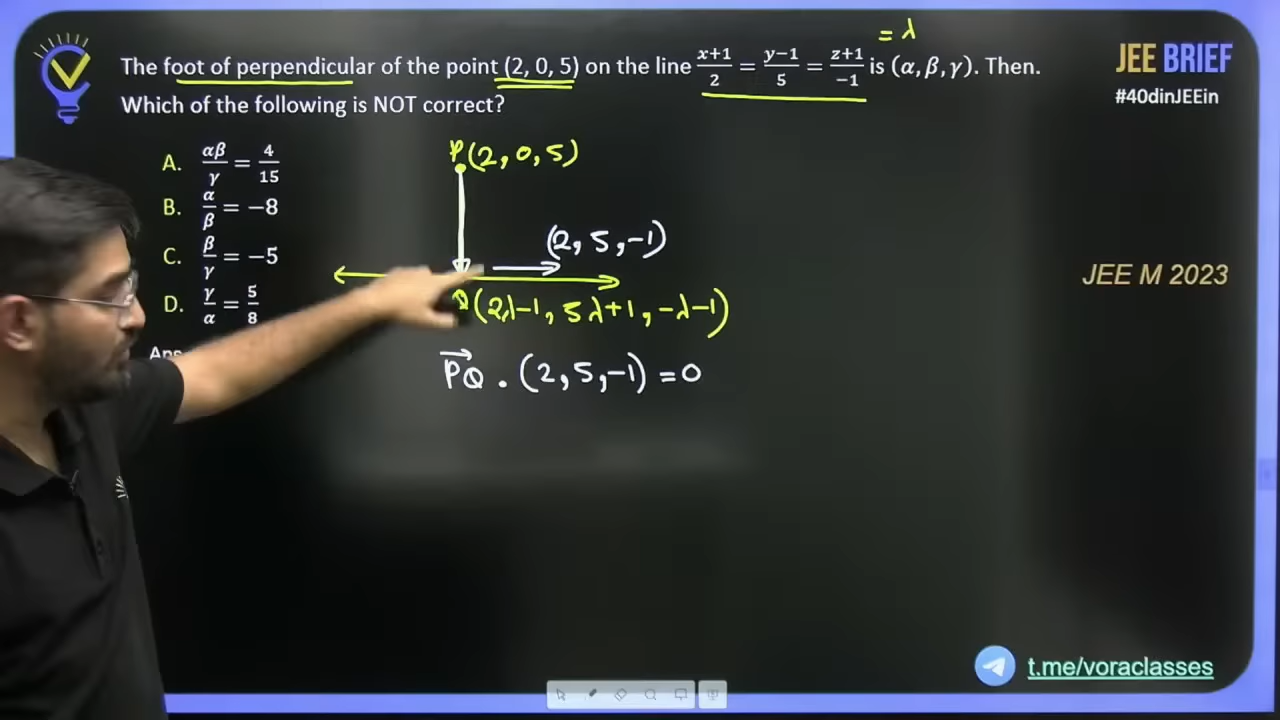 = λ
The foot of perpendicular of the point (2, 0, 5) on the line (x+1)/2 = (y−1)/5 = (z+1)/−1 is (α, β, γ). Then.
Which of the following is NOT correct?
JEE BRIEF
#40dinJEEin
A. αβ/γ = 4/15
B. α/β = −8
C. β/γ = −5
D. γ/α = 5/8
Ans
P(2, 0, 5)
(2, 5, −1)
Q(2λ−1, 5λ+1, −λ−1)
PQ . (2, 5, −1) = 0
JEE M 2023
t.me/voraclasses